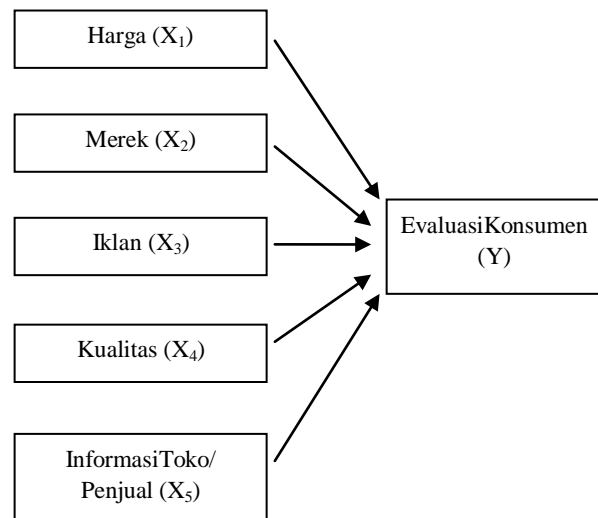 Harga (X₁)
Merek (X₂)
Iklan (X₃)
EvaluasiKonsumen
(Y)
Kualitas (X₄)
InformasiToko/
Penjual (X₅)